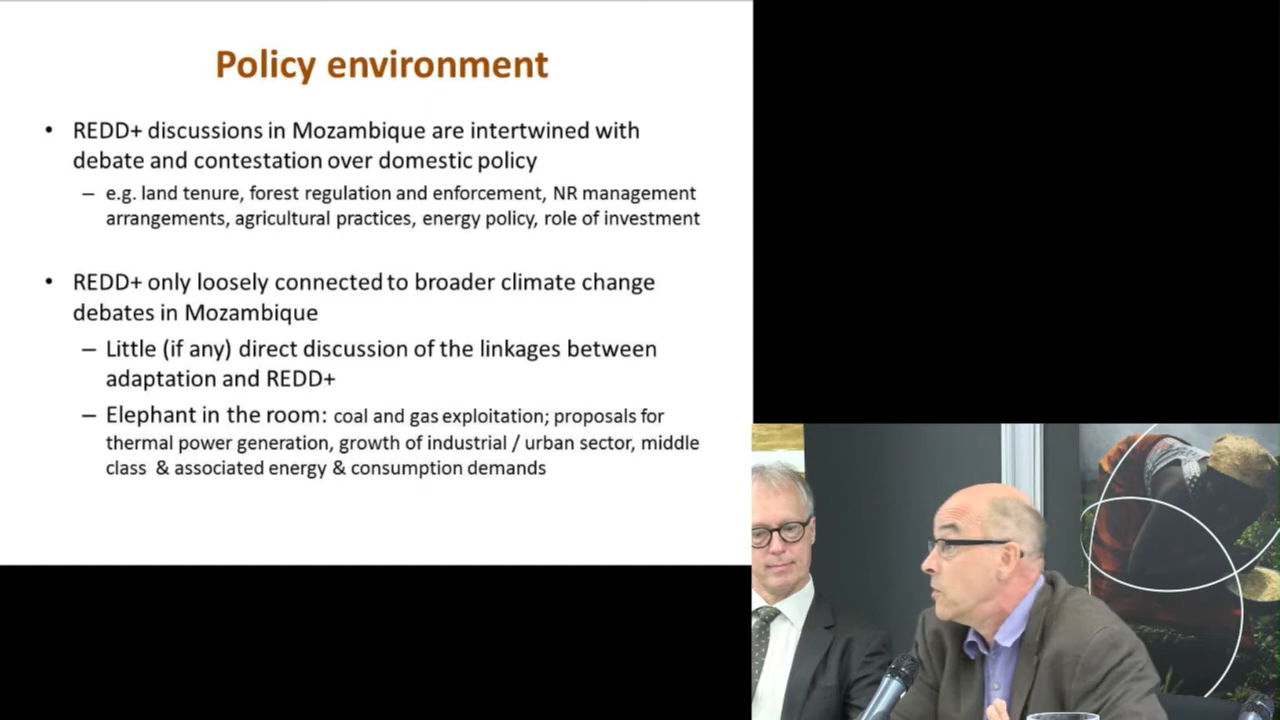 Policy environment
• REDD+ discussions in Mozambique are intertwined with
debate and contestation over domestic policy
– e.g. land tenure, forest regulation and enforcement, NR management
arrangements, agricultural practices, energy policy, role of investment
• REDD+ only loosely connected to broader climate change
debates in Mozambique
– Little (if any) direct discussion of the linkages between
adaptation and REDD+
– Elephant in the room: coal and gas exploitation; proposals for
thermal power generation, growth of industrial / urban sector, middle
class & associated energy & consumption demands